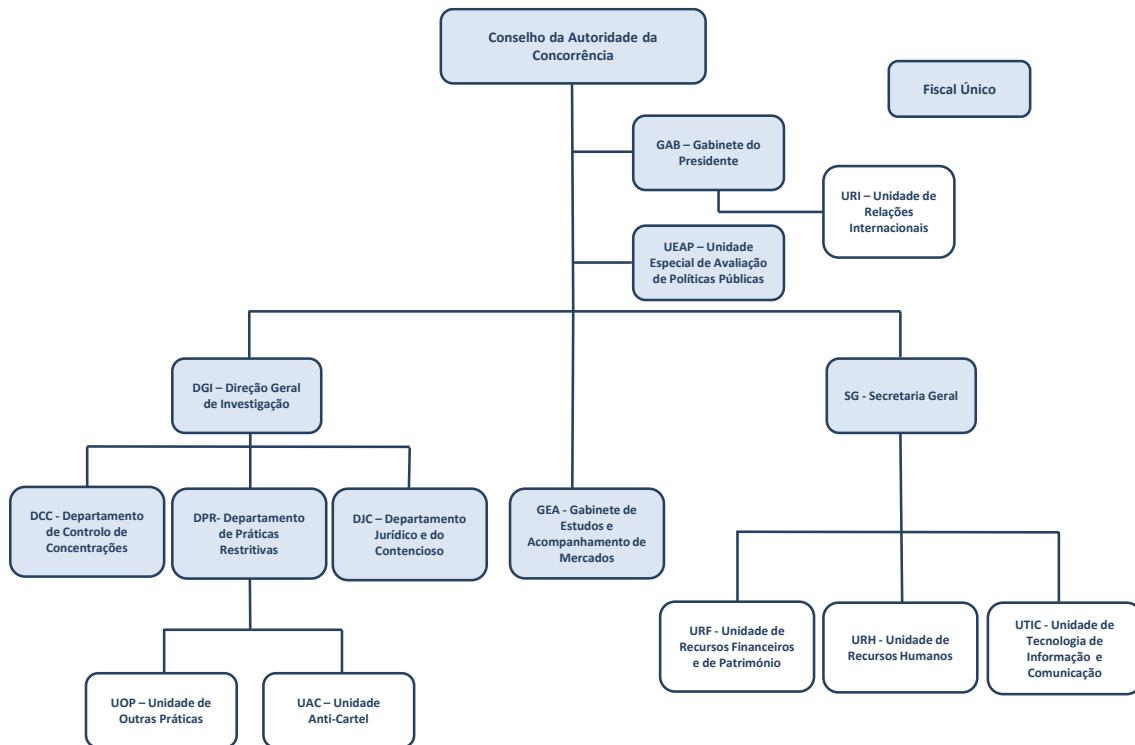 Conselho da Autoridade da
Concorrência
Fiscal Único
GAB – Gabinete do
Presidente
URI – Unidade de
Relações
Internacionais
UEAP – Unidade
Especial de Avaliação
de Políticas Públicas
DGI – Direção Geral
de Investigação
SG - Secretaria Geral
DCC - Departamento
de Controlo de
Concentrações
DPR- Departamento
de Práticas
Restritivas
DJC – Departamento
Jurídico e do
Contencioso
GEA - Gabinete de
Estudos e
Acompanhamento de
Mercados
URF - Unidade de
Recursos Financeiros
e de Património
URH - Unidade de
Recursos Humanos
UTIC - Unidade de
Tecnologia de
Informação e
Comunicação
UOP – Unidade de
Outras Práticas
UAC – Unidade
Anti-Cartel